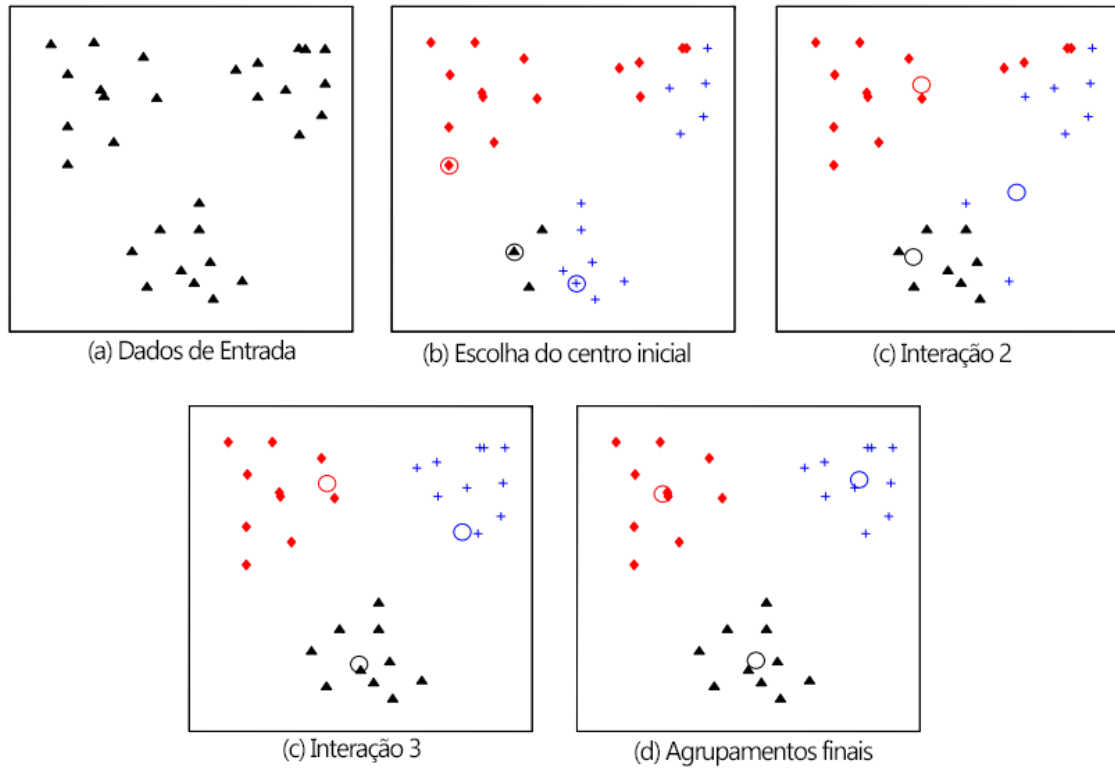 (a) Dados de Entrada
(b) Escolha do centro inicial
(c) Interação 2
(c) Interação 3
(d) Agrupamentos finais